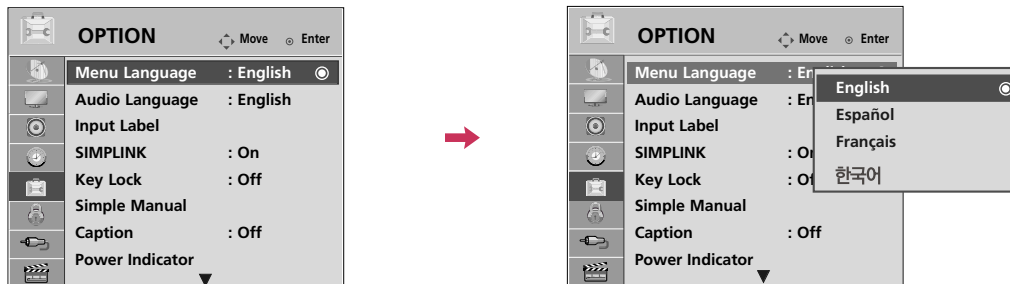 OPTION Move Enter
Menu Language : English
Audio Language : English
Input Label
SIMPLINK : On
Key Lock : Off
Simple Manual
Caption : Off
Power Indicator
OPTION Move Enter
Menu Language
Audio Language
Input Label
SIMPLINK
Key Lock
Simple Manual
Caption : Off
Power Indicator
English
Español
Français
한국어